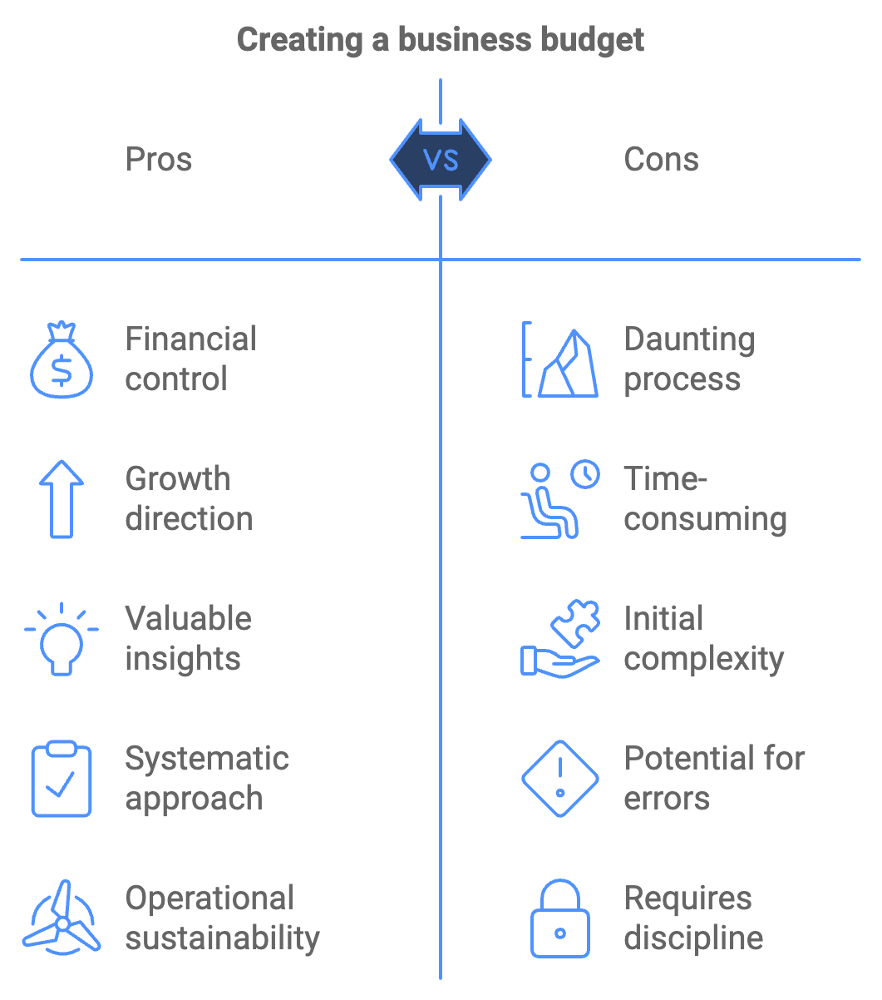 Creating a business budget
Pros
VS
Cons
Financial
control
Daunting
process
Growth
direction
Time-
consuming
Valuable
insights
Initial
complexity
Systematic
approach
Potential for
errors
Operational
sustainability
Requires
discipline